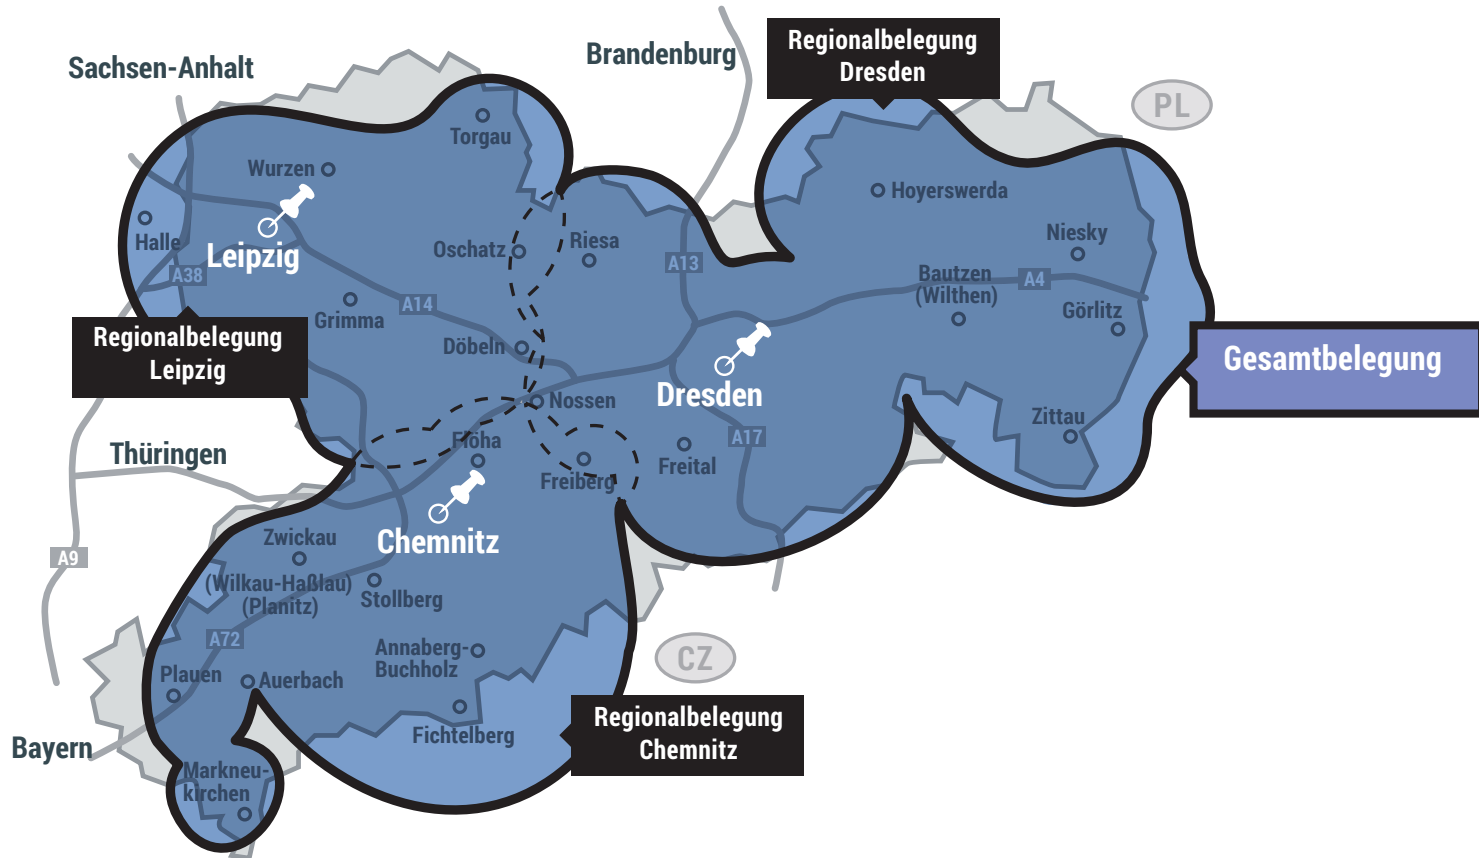 Sachsen-Anhalt
Brandenburg
Regionalbelegung
Dresden
PL
Torgau
Wurzen
Hoyerswerda
Halle
Leipzig
Oschatz
Riesa
Niesky
A38
A13
Bautzen
(Wilthen)
A4
A14
Grimma
Görlitz
Regionalbelegung
Leipzig
Döbeln
Gesamtbelegung
Dresden
Nossen
Zittau
Thüringen
Flöha
A17
Freital
Freiberg
Chemnitz
Zwickau
A9
(Wilkau-Haßlau)
(Planitz)
Stollberg
A72
Annaberg-
Buchholz
CZ
Plauen
Auerbach
Regionalbelegung
Chemnitz
Fichtelberg
Bayern
Markneu-
kirchen